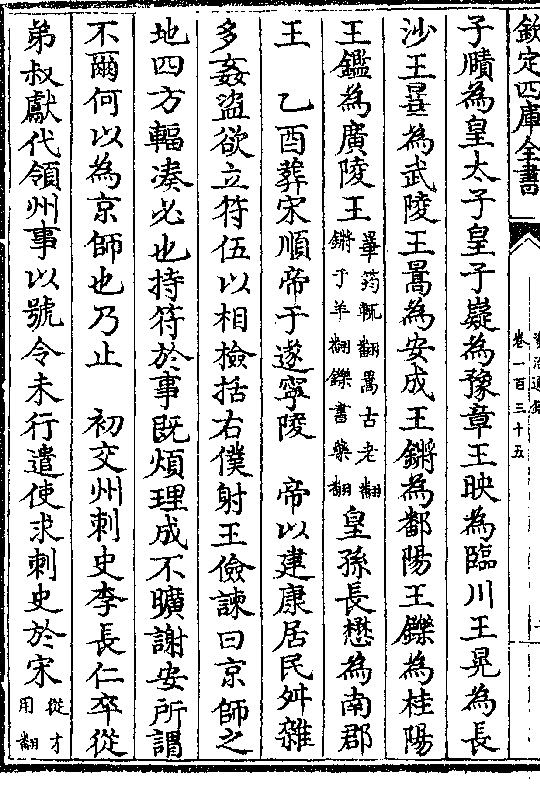 欽定四庫全書
卷一百三十五
子賾為皇太子皇子嶷為豫章王映為臨川王晃為長
沙王曅為武陵王暠為安成王鏘為鄱陽王鑠為桂陽
王鑑為廣陵王曅筠輒翻暠古老翻鏘千羊翻鑠書藥翻皇孫長懋為南郡
王　乙酉葬宋順帝于遂寧陵　帝以建康居民舛雜
多姦盜欲立符伍以相檢括右僕射王儉諫曰京師之
地四方輻湊必也持符於事既煩理成不曠謝安所謂
不爾何以為京師也乃止　初交州刺史李長仁卒從
弟叔獻代領州事以號令未行遣使求刺史於宋從才用翻